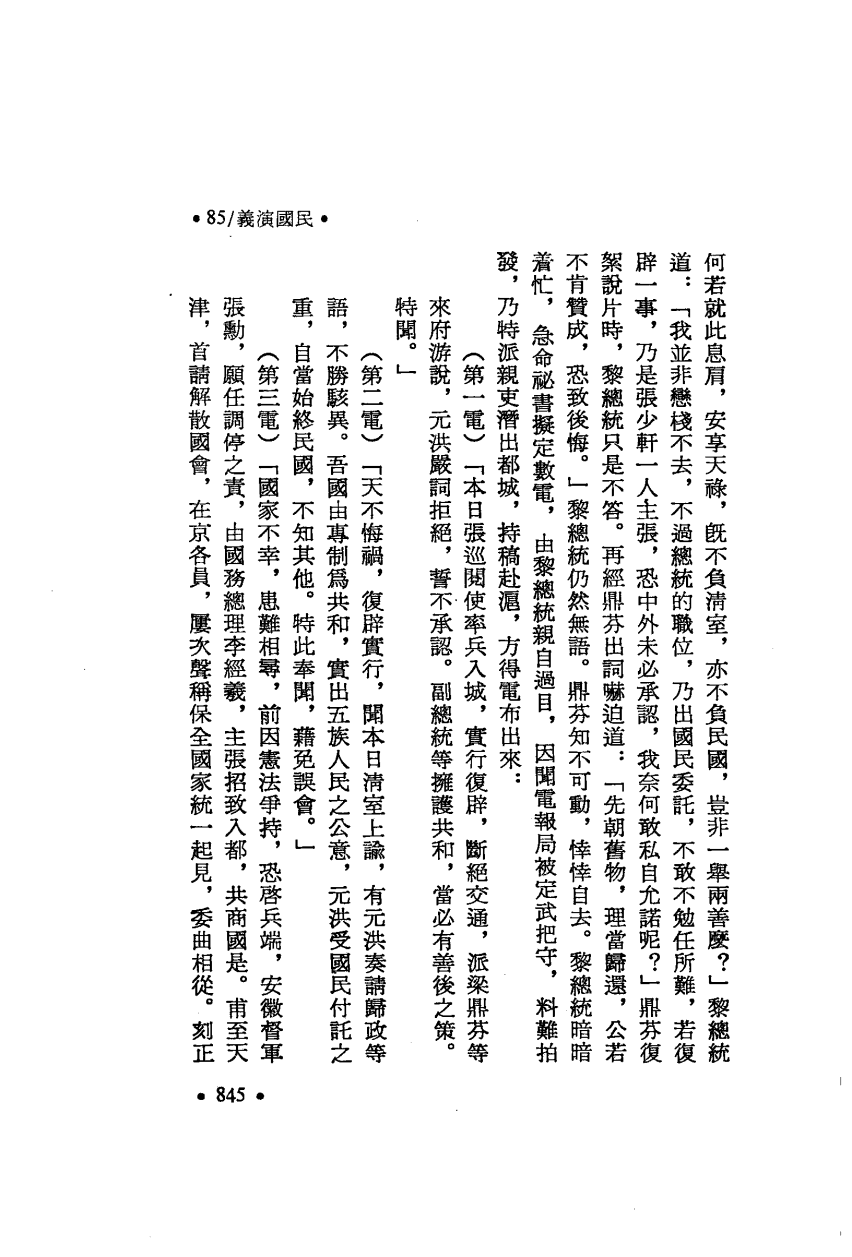 •85/義演國民•
何若就此息肩，安享天祿，既不負清室，亦不負民國，豈非一舉兩善麼？」黎總統
道：「我並非戀棧不去，不過總統的職位，乃出國民委託，不敢不勉任所難，若復
辟一事，乃是張少軒一人主張，恐中外未必承認，我奈何敢私自允諾呢？」鼎芬復
絮說片時，黎總統只是不答。再經鼎芬出詞嚇迫道：「先朝舊物，理當歸還，公若
不肯贊成，恐致後悔。」黎總統仍然無語。鼎芬知不可動，悻悻自去。黎總統暗暗
着忙，急命祕書擬定數電，由黎總統親自過目，因聞電報局被定武把守，料難拍
發，乃特派親吏潛出都城，持稿赴滬，方得電布出來：
（第一電）「本日張巡閱使率兵入城，實行復辟，斷絕交通，派梁鼎芬等
來府游說，元洪嚴詞拒絕，誓不承認。副總統等擁護共和，當必有善後之策。
特聞。」
（第二電）「天不悔禍，復辟實行，聞本日清室上諭，有元洪奏請歸政等
語，不勝駭異。吾國由專制爲共和，實出五族人民之公意，元洪受國民付託之
重，自當始終民國，不知其他。特此奉聞，藉免誤會。」
（第三電）「國家不幸，患難相尋，前因憲法爭持，恐啓兵端，安徽督軍
張勳，願任調停之責，由國務總理李經羲，主張招致入都，共商國是。甫至天
津，首請解散國會，在京各員，屢次聲稱保全國家統一起見，委曲相從。刻正
•845•